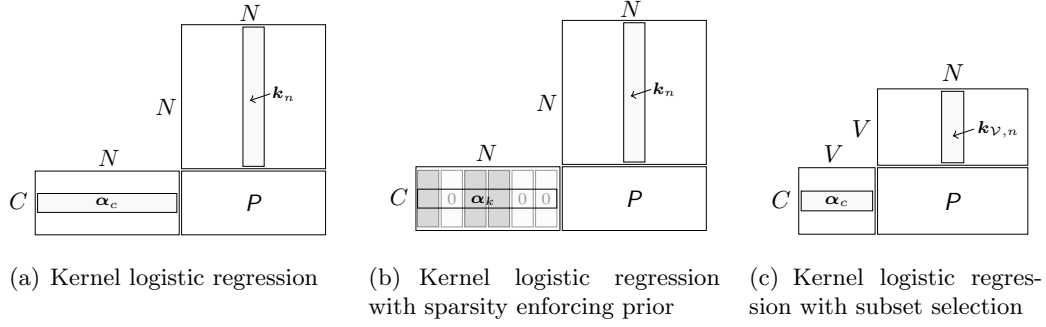 N
N
k_n
N
C
α_c
P
(a) Kernel logistic regression
N
N
k_n
N
C
0
α_k
0
0
P
(b) Kernel logistic regression
with sparsity enforcing prior
N
V
k_{𝒱,n}
V
C
α_c
P
(c) Kernel logistic regres-
sion with subset selection